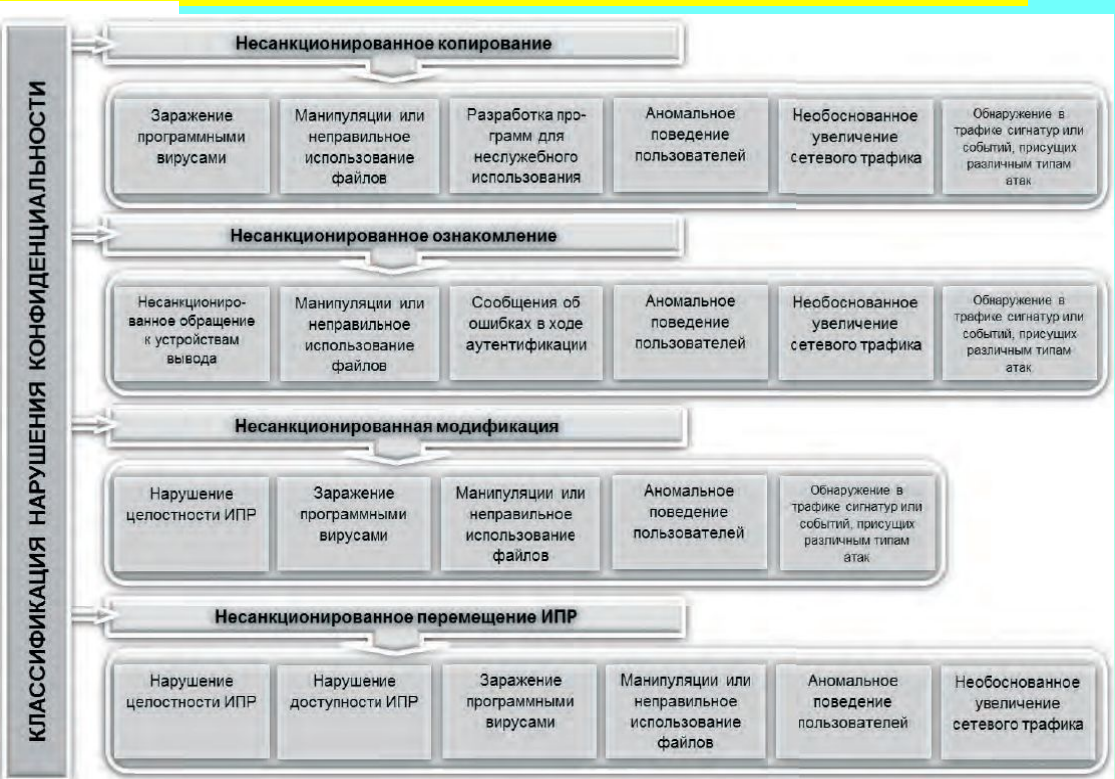 КЛАССИФИКАЦИЯ НАРУШЕНИЯ КОНФИДЕНЦИАЛЬНОСТИ
Несанкционированное копирование
Заражение
программными
вирусами
Манипуляции или
неправильное
использование
файлов
Разработка про-
грамм для
неслужебного
использования
Аномальное
поведение
пользователей
Необоснованное
увеличение
сетевого трафика
Обнаружение в
трафике сигнатур или
событий, присущих
различным типам
атак
Несанкционированное ознакомление
Несанкциониро-
ванное обращение
к устройствам
вывода
Манипуляции или
неправильное
использование
файлов
Сообщения об
ошибках в ходе
аутентификации
Аномальное
поведение
пользователей
Необоснованное
увеличение
сетевого трафика
Обнаружение в
трафике сигнатур или
событий, присущих
различным типам
атак
Несанкционированная модификация
Нарушение
целостности ИПР
Заражение
программными
вирусами
Манипуляции или
неправильное
использование
файлов
Аномальное
поведение
пользователей
Обнаружение в
трафике сигнатур или
событий, присущих
различным типам
атак
Несанкционированное перемещение ИПР
Нарушение
целостности ИПР
Нарушение
доступности ИПР
Заражение
программными
вирусами
Манипуляции или
неправильное
использование
файлов
Аномальное
поведение
пользователей
Необоснованное
увеличение
сетевого трафика